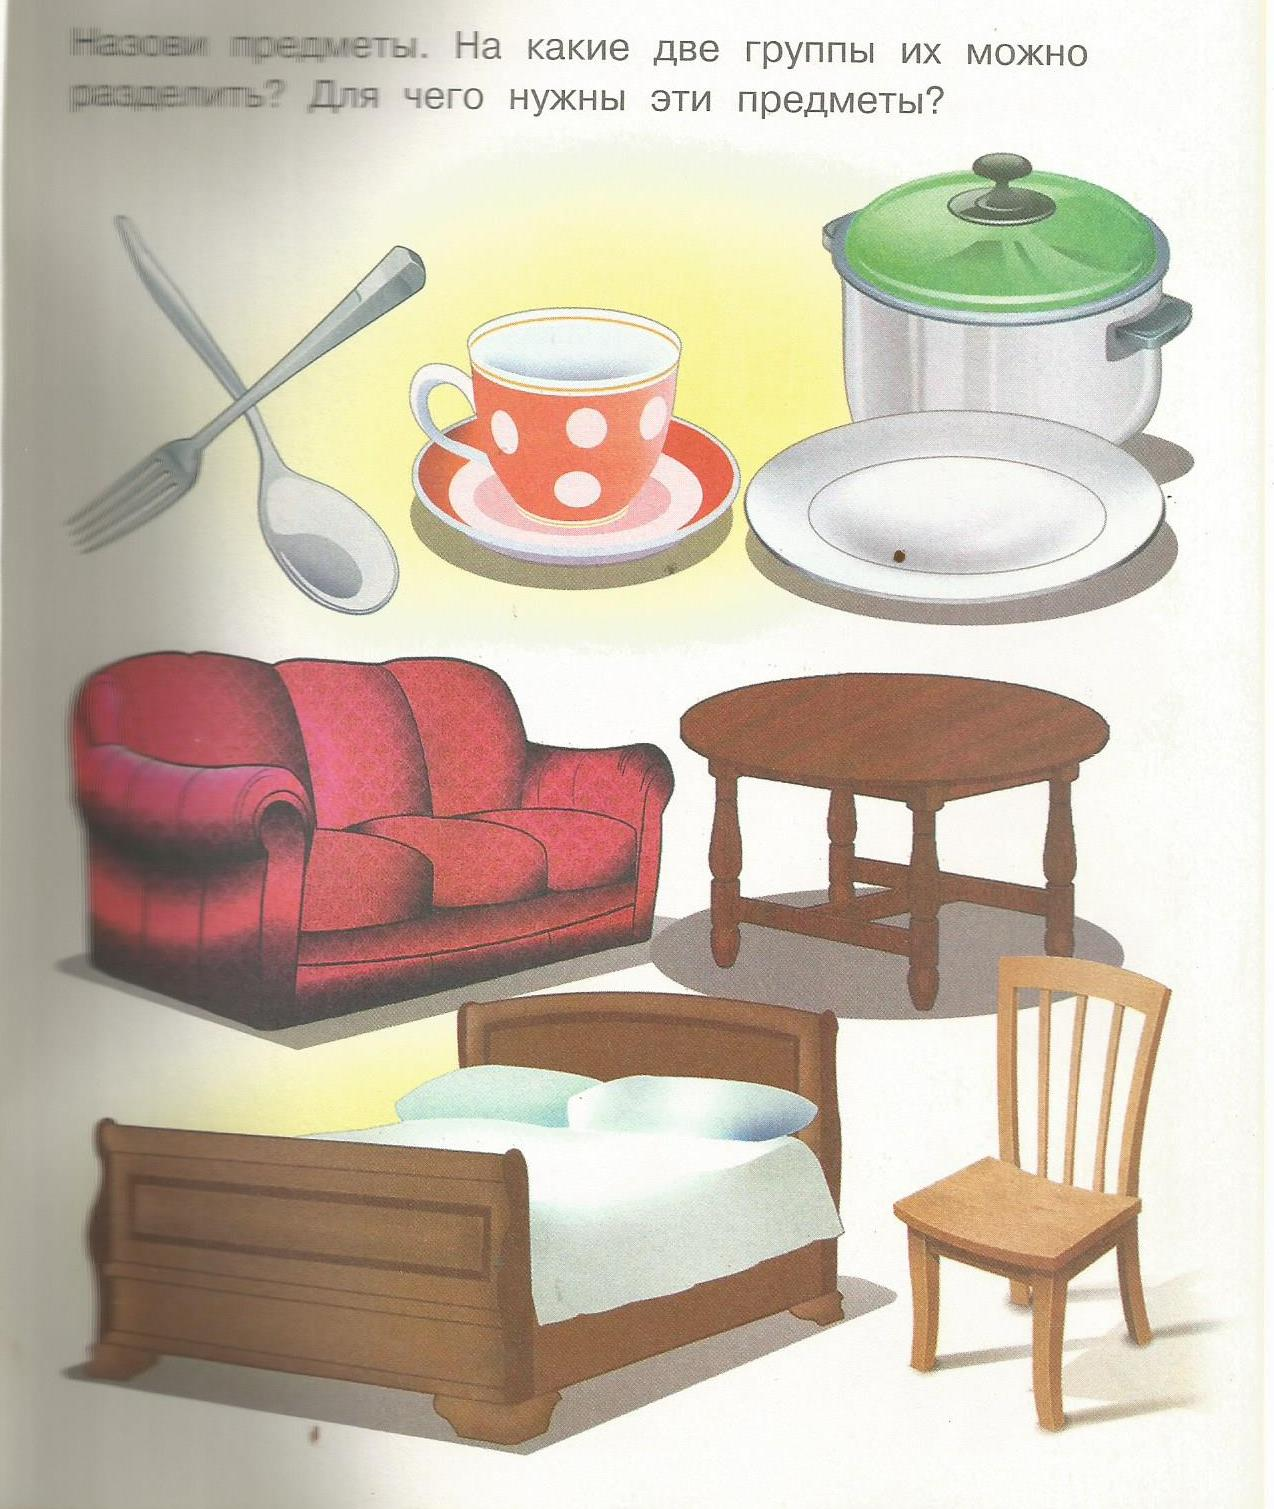 Назови предметы. На какие две группы их можно
разделить? Для чего нужны эти предметы?